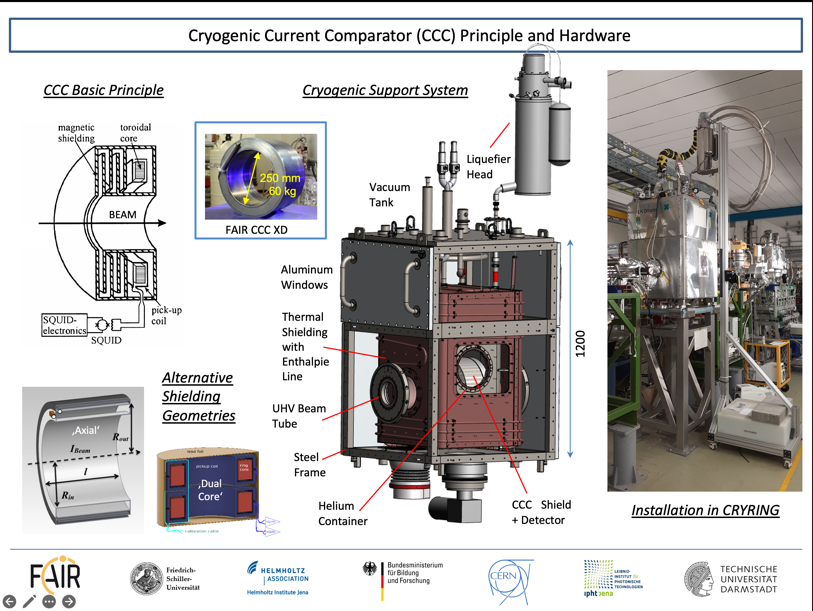 Cryogenic Current Comparator (CCC) Principle and Hardware
CCC Basic Principle
magnetic
shielding
toroidal
core
BEAM
pick-up
coil
SQUID-
electronics
SQUID
250 mm
60 kg
FAIR CCC XD
Cryogenic Support System
Liquefier
Head
Vacuum
Tank
Aluminum
Windows
Thermal
Shielding
with
Enthalpie
Line
UHV Beam
Tube
Steel
Frame
Helium
Container
CCC Shield
+ Detector
1200
Alternative
Shielding
Geometries
‚Axial‘
I Beam
l
R out
R in
‚Dual
Core‘
Installation in CRYRING
FAIR
Friedrich-
Schiller-
Universität
HELMHOLTZ
ASSOCIATION
Helmholtz Institute Jena
Bundesministerium
für Bildung
und Forschung
CERN
LEIBNIZ-
INSTITUT für
PHOTONISCHE
TECHNOLOGIEN
ipht jena
TECHNISCHE
UNIVERSITÄT
DARMSTADT